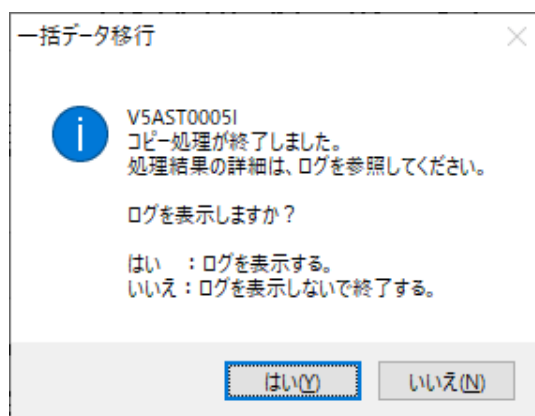 一括データ移行
V5AST0005I
コピー処理が終了しました。
処理結果の詳細は、ログを参照してください。
ログを表示しますか？
はい　：ログを表示する。
いいえ：ログを表示しないで終了する。
はい(Y)
いいえ(N)